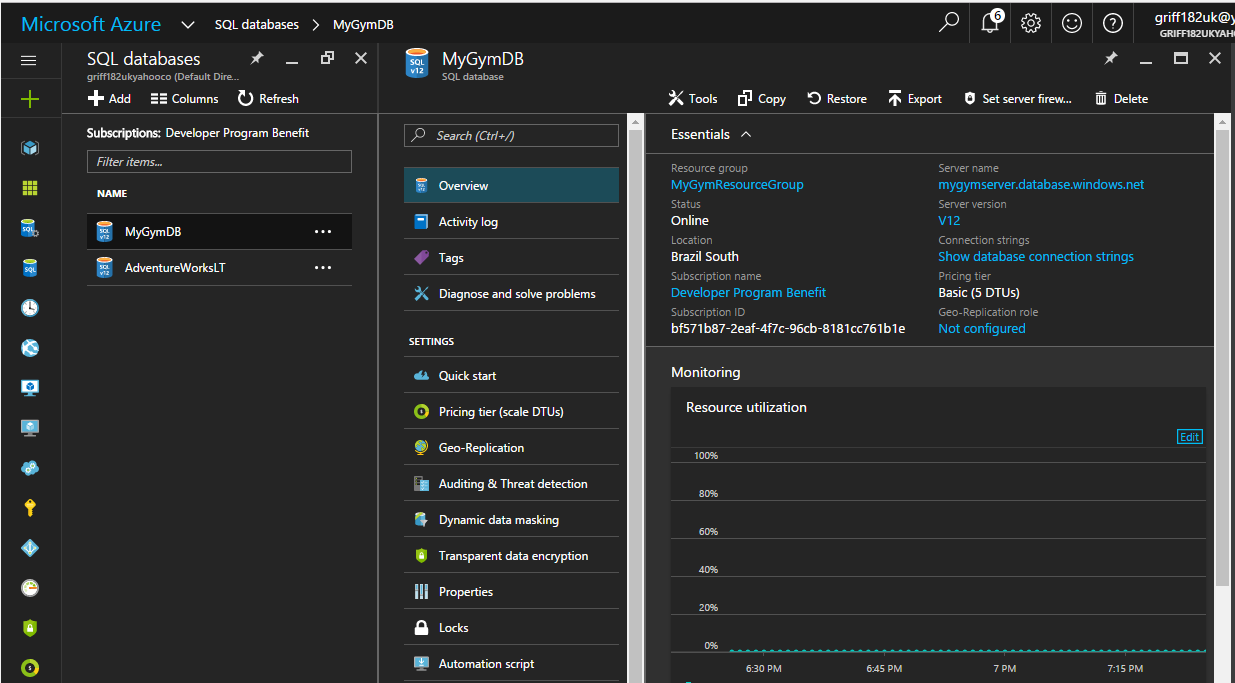 Microsoft Azure
SQL databases > MyGymDB
6
griff182uk@y
GRIFF182UKYAH
SQL databases
griff182ukyahooco (Default Dire...
Add
Columns
Refresh
Subscriptions: Developer Program Benefit
Filter items...
NAME
MyGymDB ...
AdventureWorksLT ...
MyGymDB
SQL database
Search (Ctrl+/)
Overview
Activity log
Tags
Diagnose and solve problems
SETTINGS
Quick start
Pricing tier (scale DTUs)
Geo-Replication
Auditing & Threat detection
Dynamic data masking
Transparent data encryption
Properties
Locks
Automation script
Tools
Copy
Restore
Export
Set server firew...
Delete
Essentials
Resource group
MyGymResourceGroup
Status
Online
Location
Brazil South
Subscription name
Developer Program Benefit
Subscription ID
bf571b87-2eaf-4f7c-96cb-8181cc761b1e
Server name
mygymserver.database.windows.net
Server version
V12
Connection strings
Show database connection strings
Pricing tier
Basic (5 DTUs)
Geo-Replication role
Not configured
Monitoring
Resource utilization
Edit
100%
80%
60%
40%
20%
0%
6:30 PM
6:45 PM
7 PM
7:15 PM